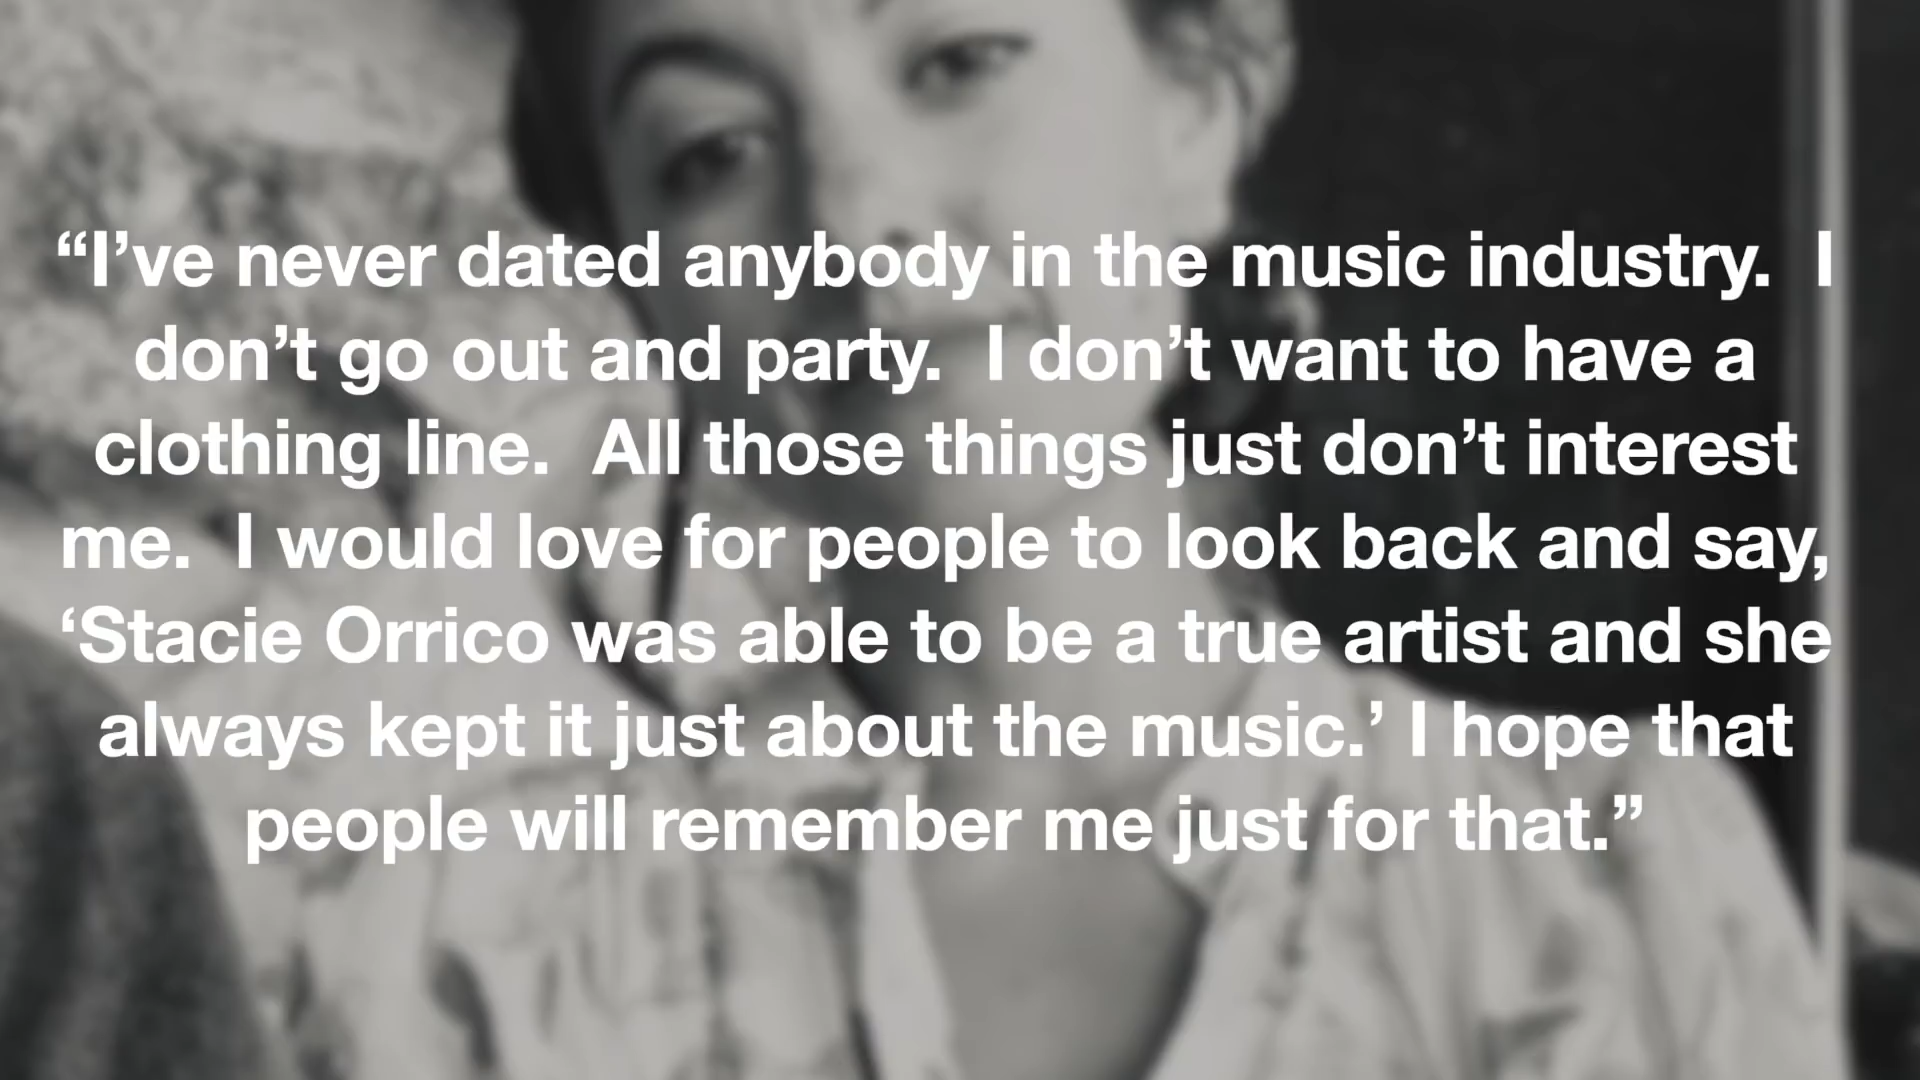 “I’ve never dated anybody in the music industry.  I
don’t go out and party.  I don’t want to have a
clothing line.  All those things just don’t interest
me.  I would love for people to look back and say,
‘Stacie Orrico was able to be a true artist and she
always kept it just about the music.’ I hope that
people will remember me just for that.”